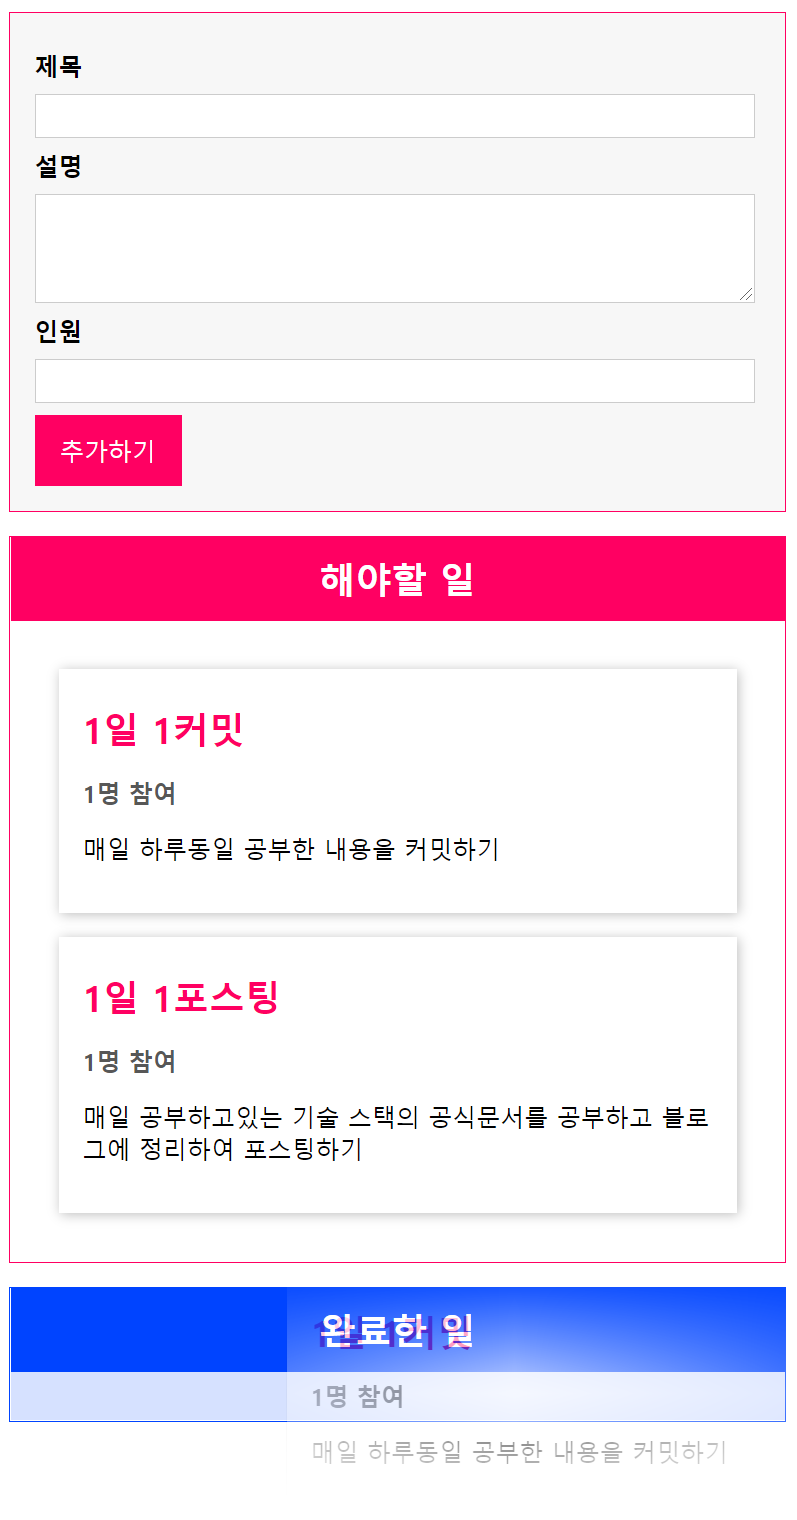 제목
설명
인원
추가하기
해야할 일
1일 1커밋
1명 참여
매일 하루동일 공부한 내용을 커밋하기
1일 1포스팅
1명 참여
매일 공부하고있는 기술 스택의 공식문서를 공부하고 블로
그에 정리하여 포스팅하기
완료한 일
1일 1커밋
1명 참여
매일 하루동일 공부한 내용을 커밋하기